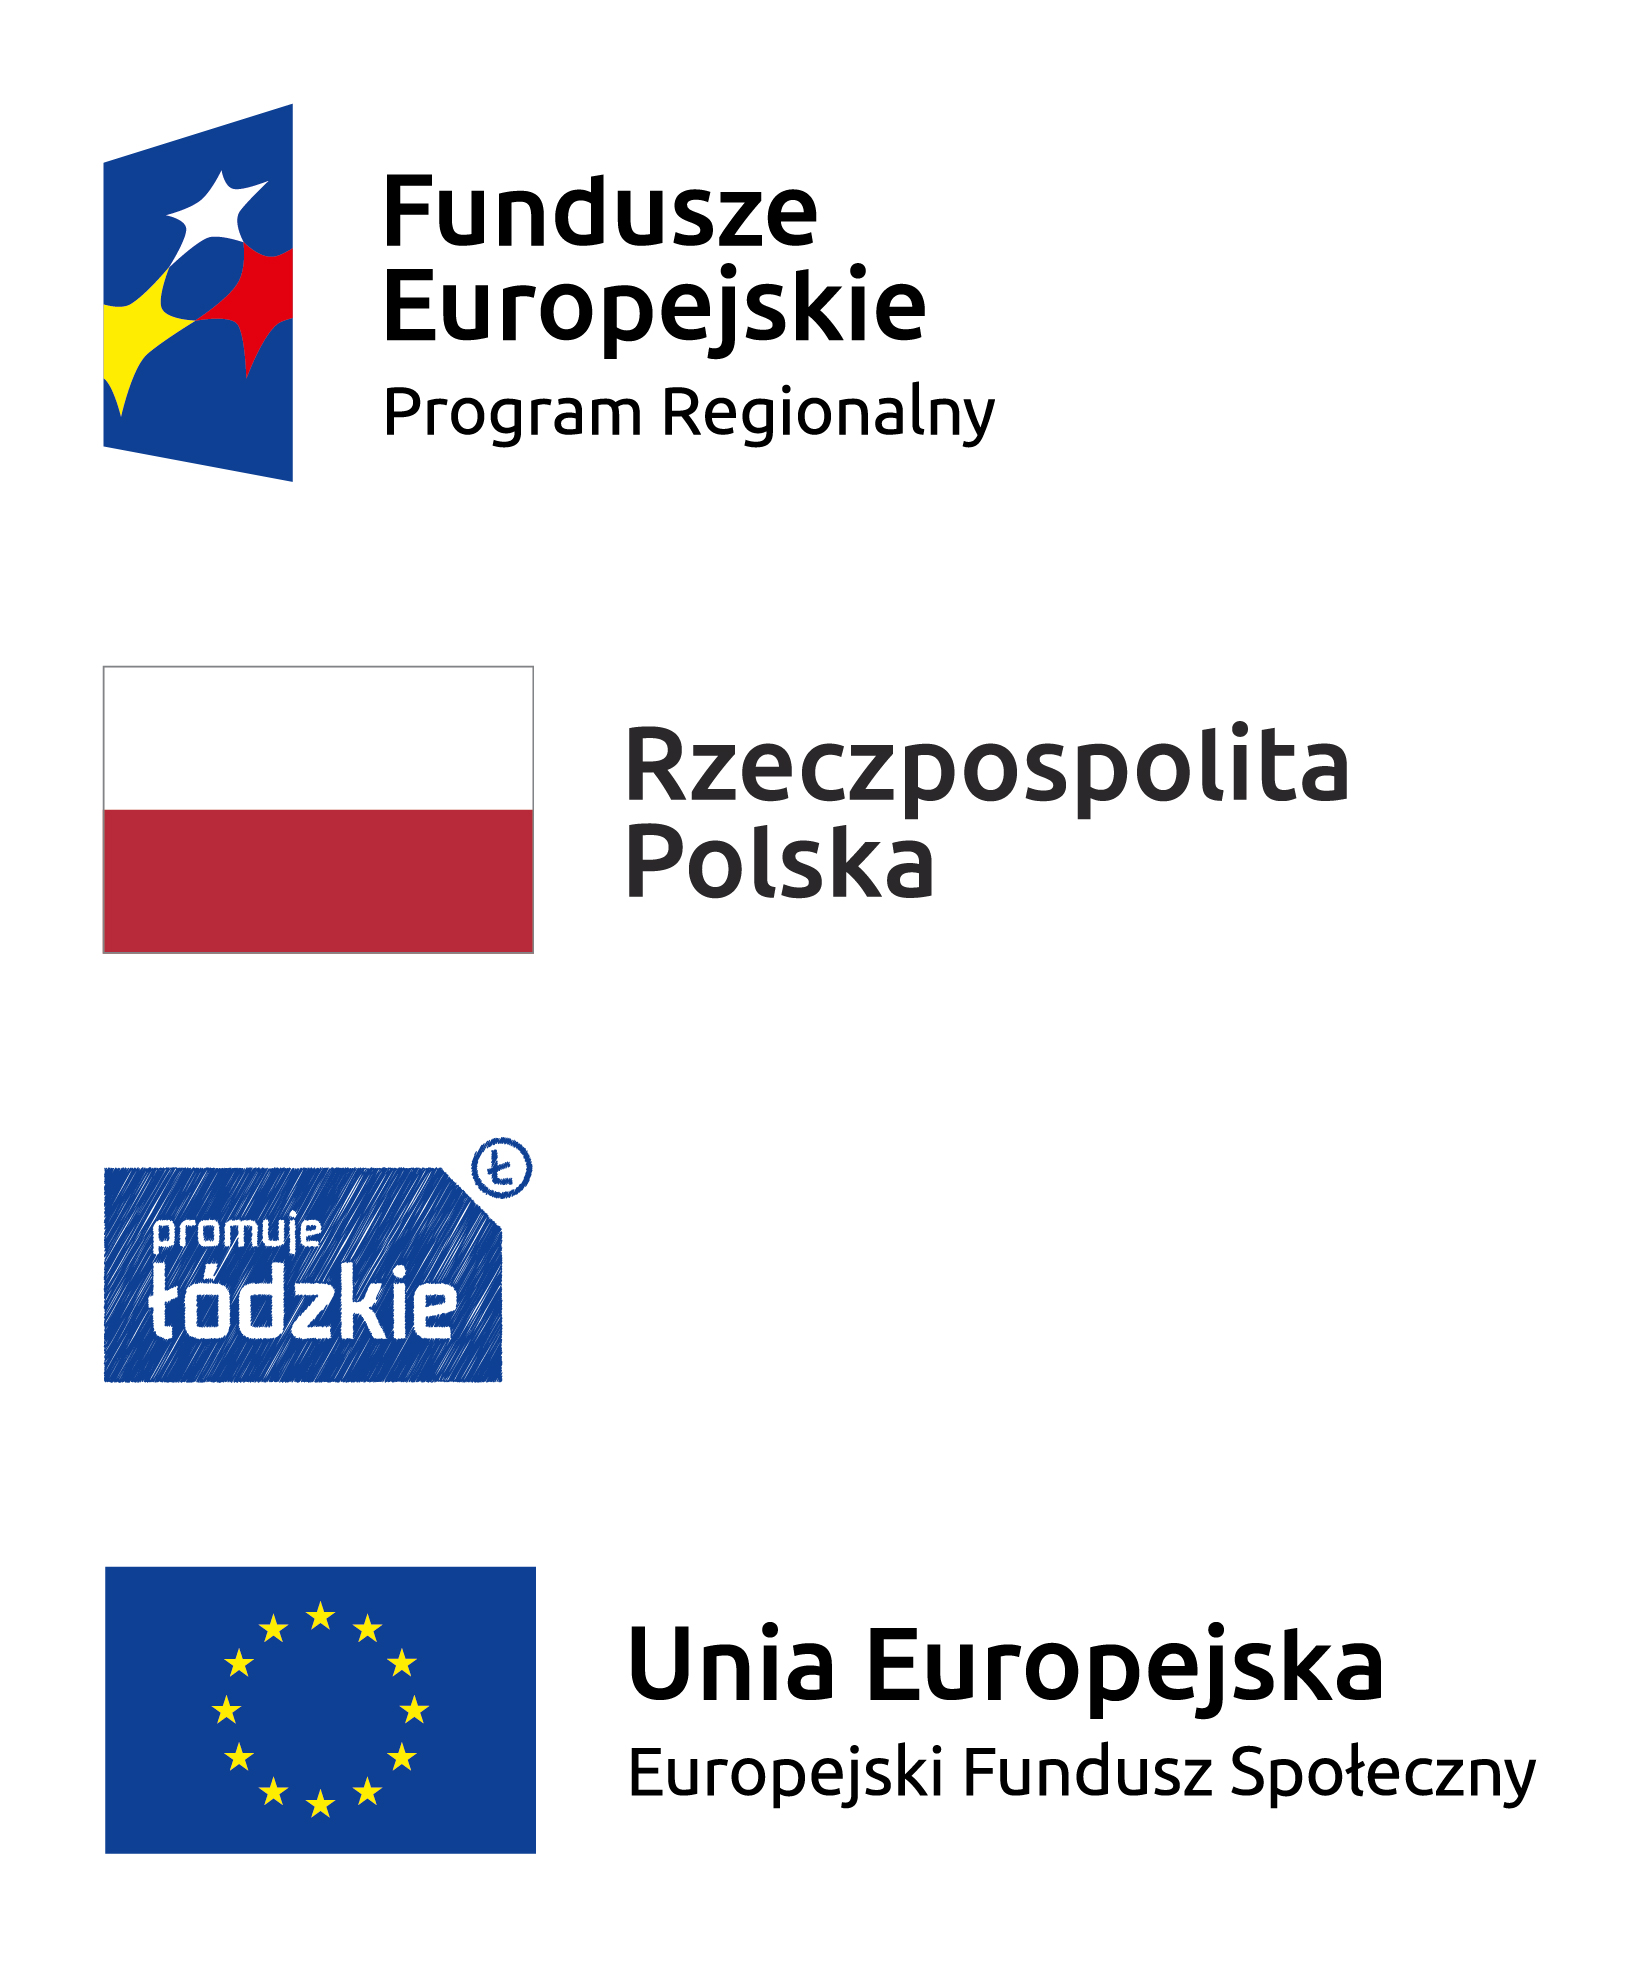 Fundusze
Europejskie
Program Regionalny
Rzeczpospolita
Polska
Ł
promuje
łódzkie
Unia Europejska
Europejski Fundusz Społeczny